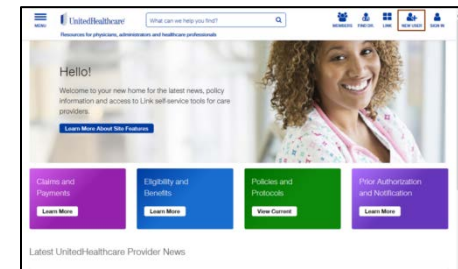 MENU
UnitedHealthcare
What can we help you find?
MEMBERS
FIND DR.
LINK
NEW USER
SIGN IN
Resources for physicians, administrators and healthcare professionals
Hello!
Welcome to your new home for the latest news, policy
information and access to Link self-service tools for care
providers.
Learn More About Site Features
Claims and
Payments
Learn More
Eligibility and
Benefits
Learn More
Policies and
Protocols
View Current
Prior Authorization
and Notification
Learn More
Latest UnitedHealthcare Provider News